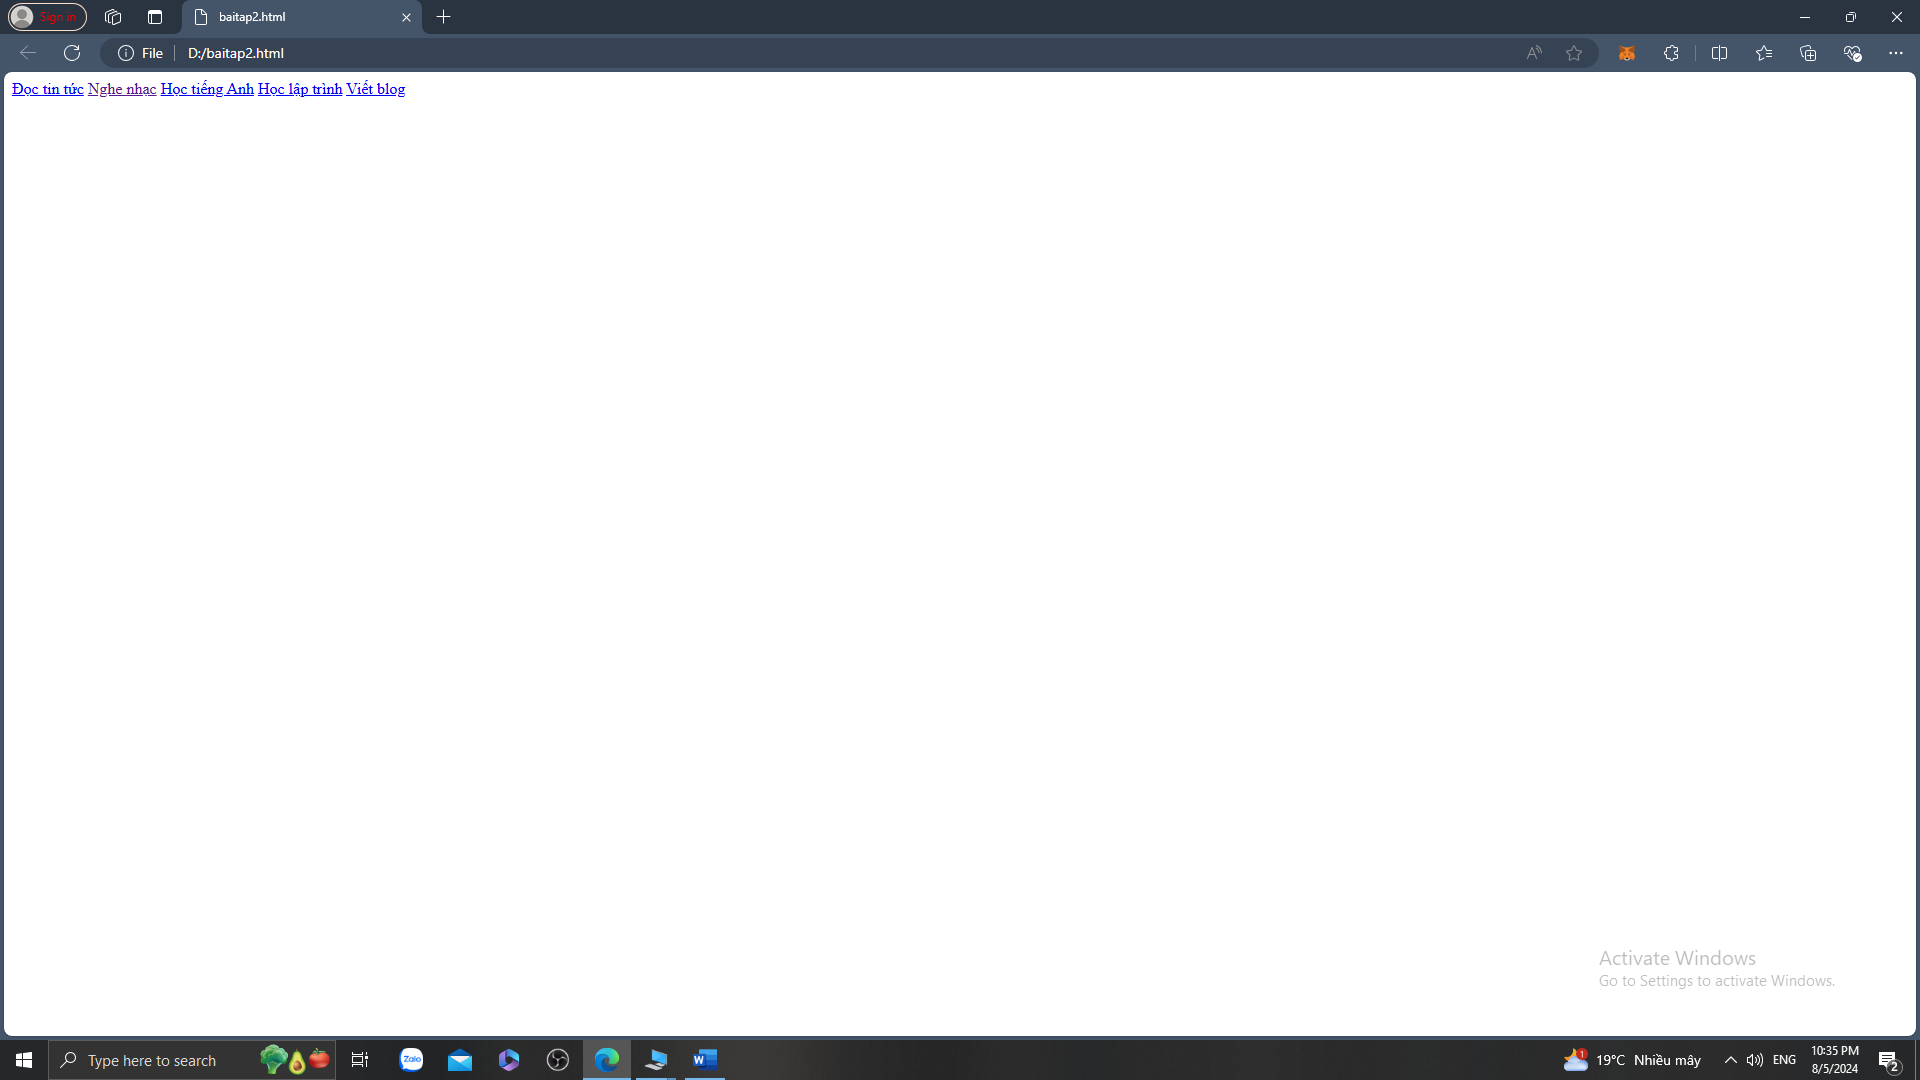 Sign in
baitap2.html
File
D:/baitap2.html
Đọc tin tức Nghe nhạc Học tiếng Anh Học lập trình Viết blog
Activate Windows
Go to Settings to activate Windows.
Type here to search
Zalo
W
1
19°C Nhiều mây
ENG
10:35 PM
8/5/2024
2